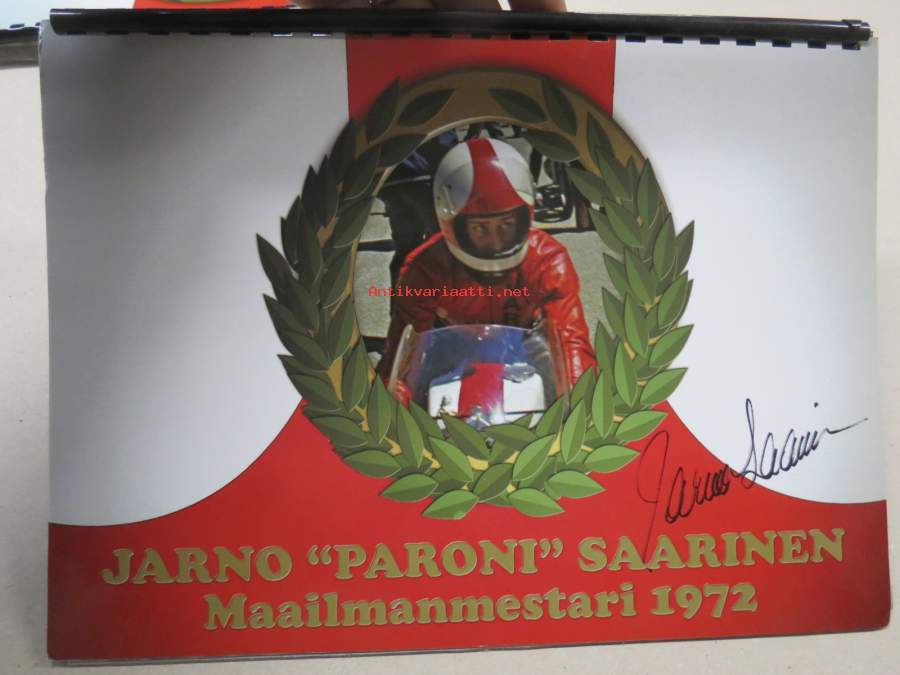 Antikvariaatti.net
Jarno Saarinen
JARNO “PARONI” SAARINEN
Maailmanmestari 1972